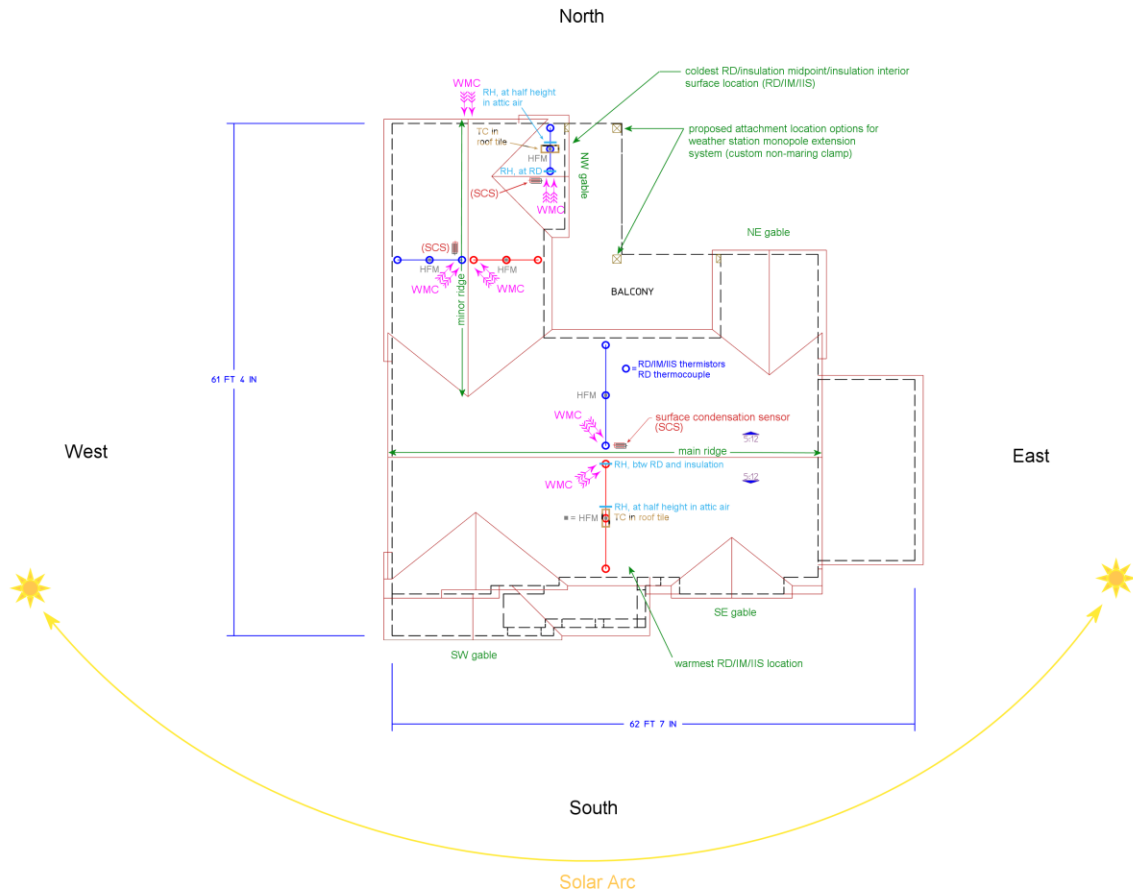 North
WMC
RH, at half height
in attic air
coldest RD/insulation midpoint/insulation interior
surface location (RD/IM/IIS)
TC in
roof tile
HFM
RH, at RD
(SCS)
WMC
NW gable
proposed attachment location options for
weather station monopole extension
system (custom non-maring clamp)
NE gable
(SCS)
HFM
HFM
WMC
WMC
minor ridge
BALCONY
61 FT 4 IN
= RD/IM/IIS thermistors
RD thermocouple
HFM
WMC
surface condensation sensor
(SCS)
5:12
West
main ridge
East
RH, btw RD and insulation
WMC
5:12
RH, at half height in attic air
= HFM
TC in roof tile
SE gable
SW gable
warmest RD/IM/IIS location
62 FT 7 IN
South
Solar Arc